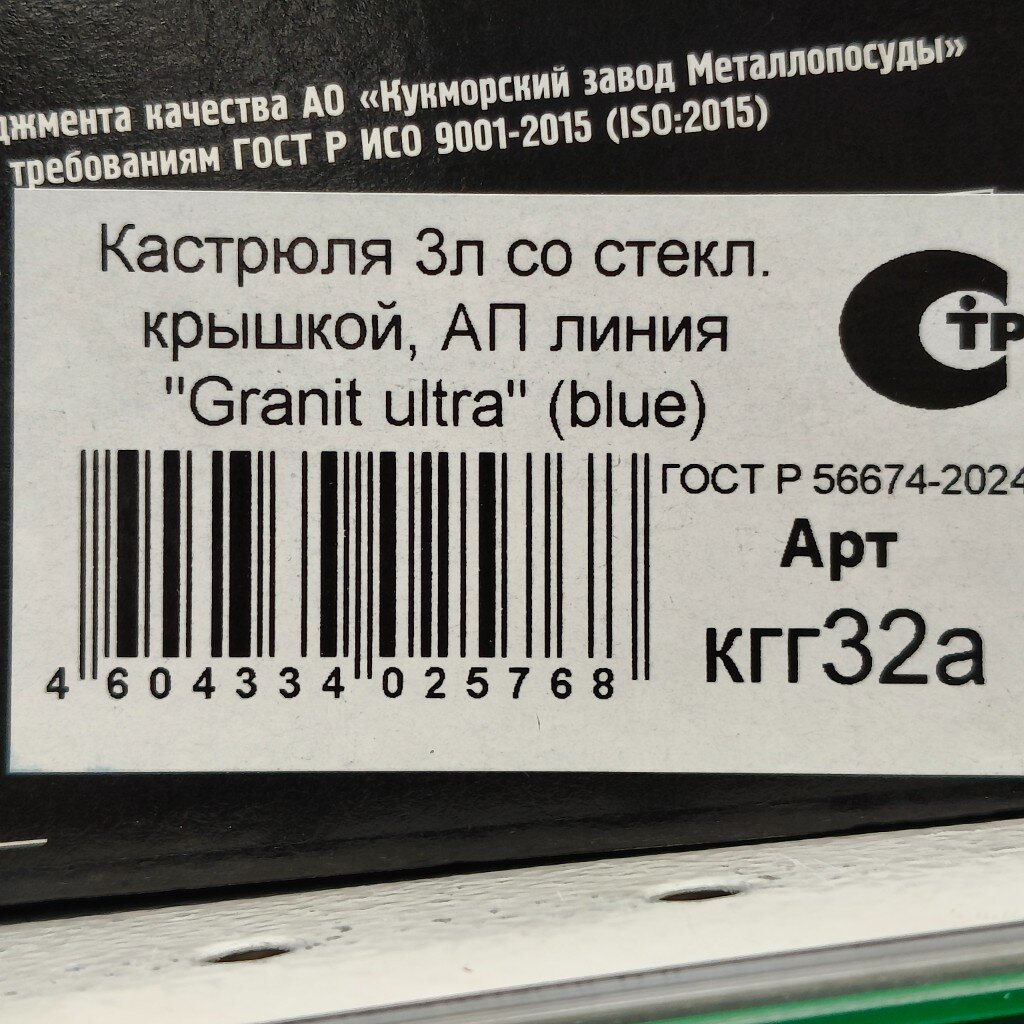 джмента качества АО «Кукморский завод Металлопосуды»
требованиям ГОСТ Р ИСО 9001-2015 (ISO:2015)
Кастрюля 3л со стекл.
крышкой, АП линия
"Granit ultra" (blue)
тр
ГОСТ Р 56674-2024
Арт
кгг32а
4 604334 025768